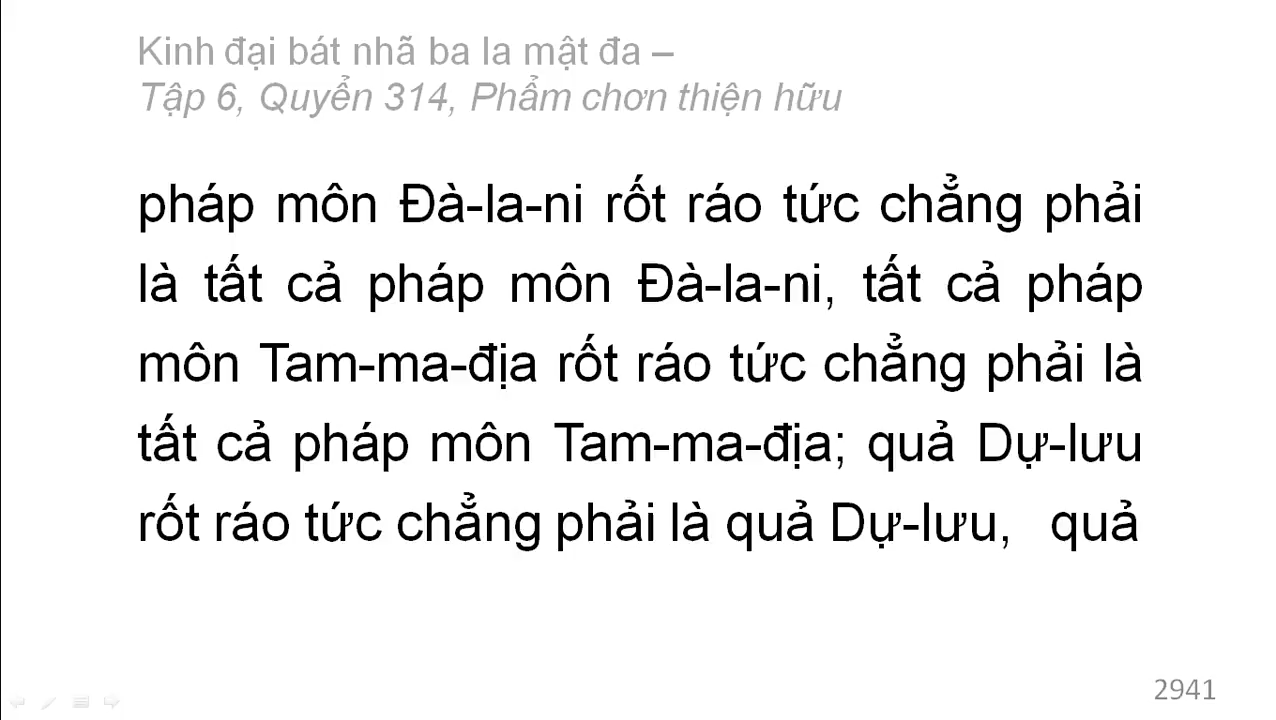 Kinh đại bát nhã ba la mật đa –
Tập 6, Quyển 314, Phẩm chơn thiện hữu
pháp môn Đà-la-ni rốt ráo tức chẳng phải
là tất cả pháp môn Đà-la-ni, tất cả pháp
môn Tam-ma-địa rốt ráo tức chẳng phải là
tất cả pháp môn Tam-ma-địa; quả Dự-lưu
rốt ráo tức chẳng phải là quả Dự-lưu, quả
2941